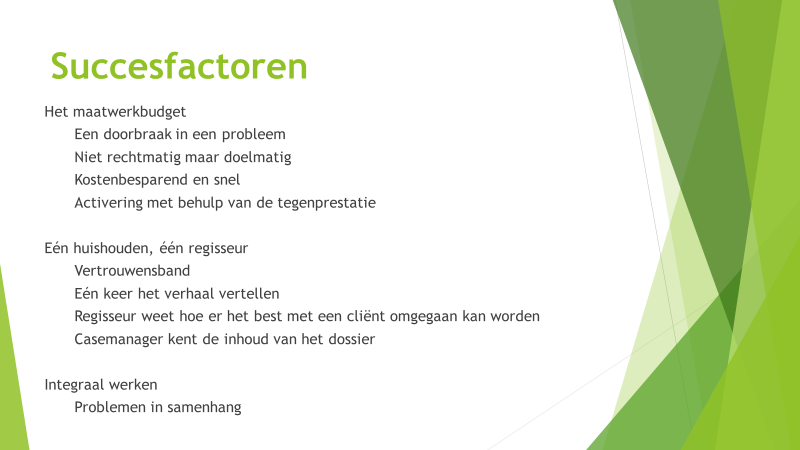 Succesfactoren
Het maatwerkbudget
Een doorbraak in een probleem
Niet rechtmatig maar doelmatig
Kostenbesparend en snel
Activering met behulp van de tegenprestatie
Eén huishouden, één regisseur
Vertrouwensband
Eén keer het verhaal vertellen
Regisseur weet hoe er het best met een cliënt omgegaan kan worden
Casemanager kent de inhoud van het dossier
Integraal werken
Problemen in samenhang